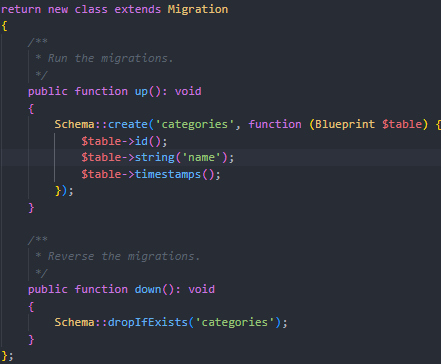 return new class extends Migration
{
    /**
     * Run the migrations.
     */
    public function up(): void
    {
        Schema::create('categories', function (Blueprint $table) {
            $table->id();
            $table->string('name');
            $table->timestamps();
        });
    }

    /**
     * Reverse the migrations.
     */
    public function down(): void
    {
        Schema::dropIfExists('categories');
    }
};